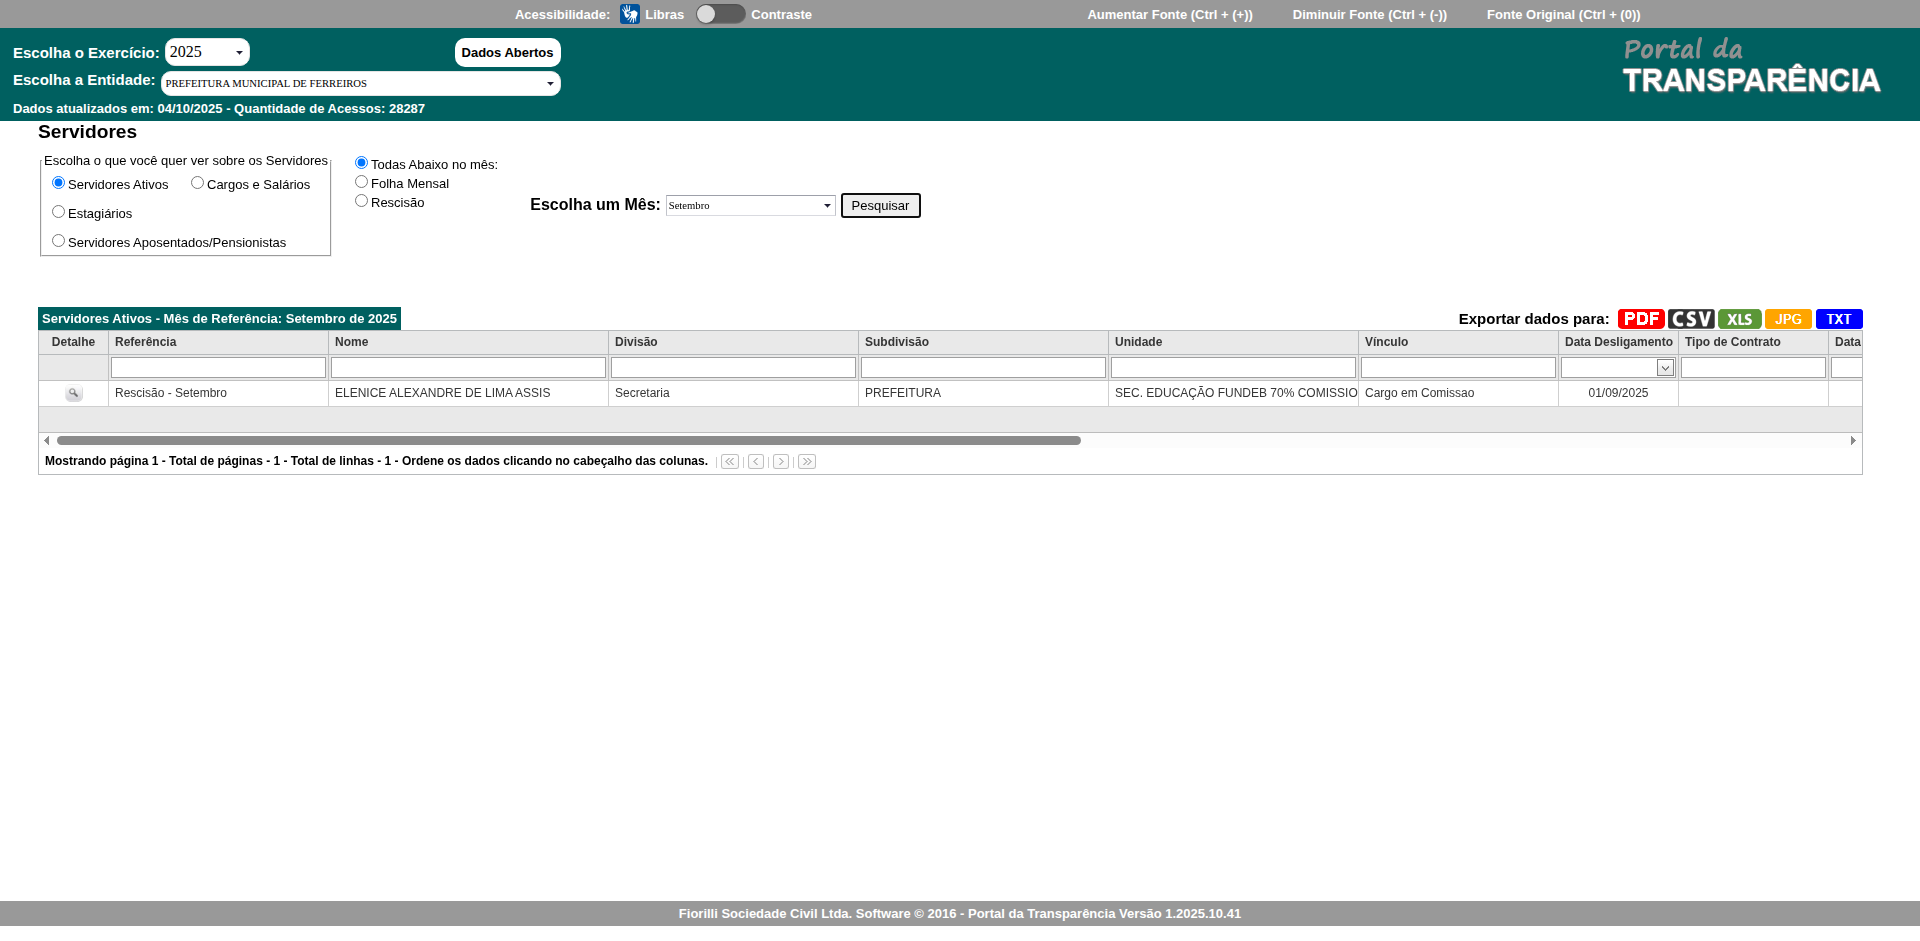 Acessibilidade: Libras Contraste Aumentar Fonte (Ctrl + (+)) Diminuir Fonte (Ctrl + (-)) Fonte Original (Ctrl + (0))
Escolha o Exercício: 2025 Dados Abertos
Escolha a Entidade: PREFEITURA MUNICIPAL DE FERREIROS
Dados atualizados em: 04/10/2025 - Quantidade de Acessos: 28287
Portal da
TRANSPARÊNCIA
Servidores
Escolha o que você quer ver sobre os Servidores
Servidores Ativos Cargos e Salários
Estagiários
Servidores Aposentados/Pensionistas
Todas Abaixo no mês:
Folha Mensal
Rescisão
Escolha um Mês: Setembro Pesquisar
Servidores Ativos - Mês de Referência: Setembro de 2025
Exportar dados para: PDF CSV XLS JPG TXT
Detalhe Referência Nome Divisão Subdivisão Unidade Vínculo Data Desligamento Tipo de Contrato Data
Rescisão - Setembro ELENICE ALEXANDRE DE LIMA ASSIS Secretaria PREFEITURA SEC. EDUCAÇÃO FUNDEB 70% COMISSIO Cargo em Comissao 01/09/2025
Mostrando página 1 - Total de páginas - 1 - Total de linhas - 1 - Ordene os dados clicando no cabeçalho das colunas.
Fiorilli Sociedade Civil Ltda. Software © 2016 - Portal da Transparência Versão 1.2025.10.41